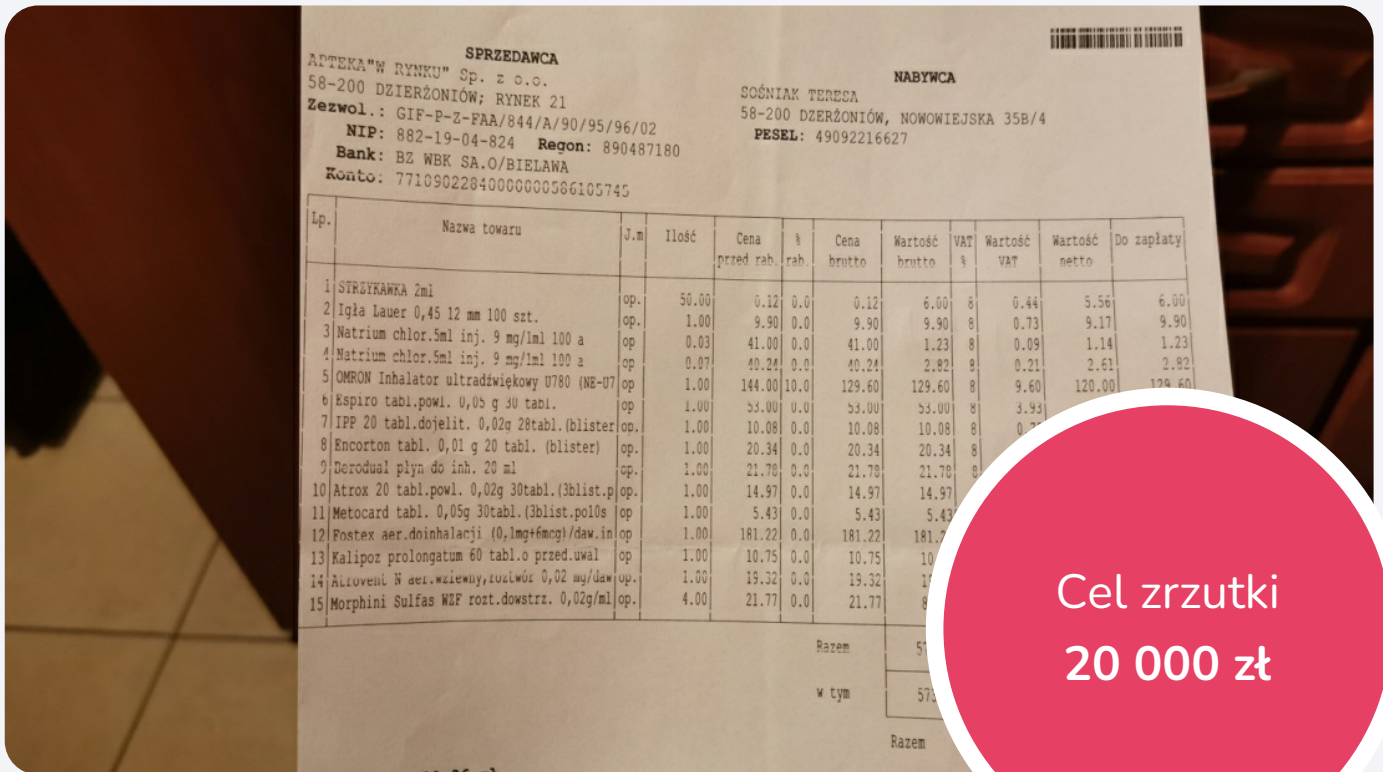 SPRZEDAWCA
APTEKA"W RYNKU" Sp. z o.o.
58-200 DZIERŻONIÓW; RYNEK 21
Zezwol.: GIF-P-Z-FAA/844/A/90/95/96/02
NIP: 882-19-04-824 Regon: 890487180
Bank: BZ WBK SA.O/BIELAWA
Konto: 77109022840000000586105745
NABYWCA
SOŚNIAK TERESA
58-200 DZERŻONIÓW, NOWOWIEJSKA 35B/4
PESEL: 49092216627
Lp. Nazwa towaru J.m Ilość Cena przed rab. % rab. Cena brutto Wartość brutto VAT % Wartość VAT Wartość netto Do zapłaty
1 STRZYKAWKA 2ml op. 50.00 0.12 0.0 0.12 6.00 8 0.44 5.56 6.00
2 Igła Lauer 0,45 12 mm 100 szt. op. 1.00 9.90 0.0 9.90 9.90 8 0.73 9.17 9.90
3 Natrium chlor.5ml inj. 9 mg/1ml 100 a op 0.03 41.00 0.0 41.00 1.23 8 0.09 1.14 1.23
4 Natrium chlor.5ml inj. 9 mg/1ml 100 a op 0.07 40.24 0.0 40.24 2.82 8 0.21 2.61 2.82
5 OMRON Inhalator ultradźwiękowy U780 (NE-U7 op 1.00 144.00 10.0 129.60 129.60 8 9.60 120.00 129.60
6 Espiro tabl.powl. 0,05 g 30 tabl. op 1.00 53.00 0.0 53.00 53.00 8 3.93
7 IPP 20 tabl.dojelit. 0,02g 28tabl.(blister op. 1.00 10.08 0.0 10.08 10.08 8
8 Encorton tabl. 0,01 g 20 tabl. (blister) op. 1.00 20.34 0.0 20.34 20.34 8
9 Berodual płyn do inh. 20 ml op. 1.00 21.78 0.0 21.78 21.78 8
10 Atrox 20 tabl.powl. 0,02g 30tabl.(3blist.p op. 1.00 14.97 0.0 14.97 14.97
11 Metocard tabl. 0,05g 30tabl.(3blist.po10s op 1.00 5.43 0.0 5.43 5.43
12 Fostex aer.doinhalacji (0,1mg+6mcg)/daw.in op 1.00 181.22 0.0 181.22
13 Kalipoz prolongatum 60 tabl.o przed.uwal op 1.00 10.75 0.0 10.75
14 Atrovent N aer.wziewny,roztwór 0,02 mg/daw op. 1.00 19.32 0.0 19.32
15 Morphini Sulfas WZF rozt.dowstrz. 0,02g/ml op. 4.00 21.77 0.0 21.77
Razem
w tym 573
Razem
Cel zrzutki
20 000 zł